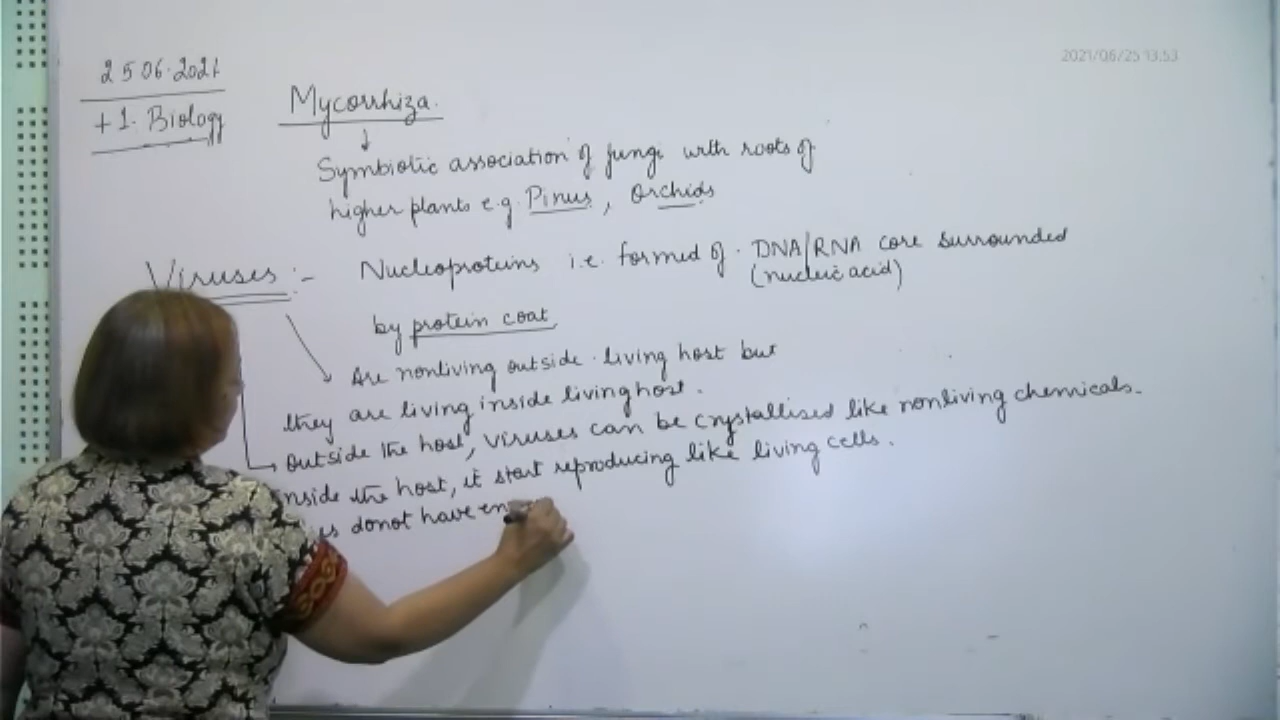 25.06.2021
2021/06/25 13:53
+1. Biology
Mycorrhiza.
Symbiotic association of fungi with roots of
higher plants e.g. Pinus, Orchids
Viruses :- Nucleoproteins i.e. formed of DNA/RNA core surrounded
(nucleic acid)
by protein coat
Are nonliving outside living host but
they are living inside living host.
Outside the host, viruses can be crystallised like nonliving chemicals.
Inside the host, it start reproducing like living cells.
donot have